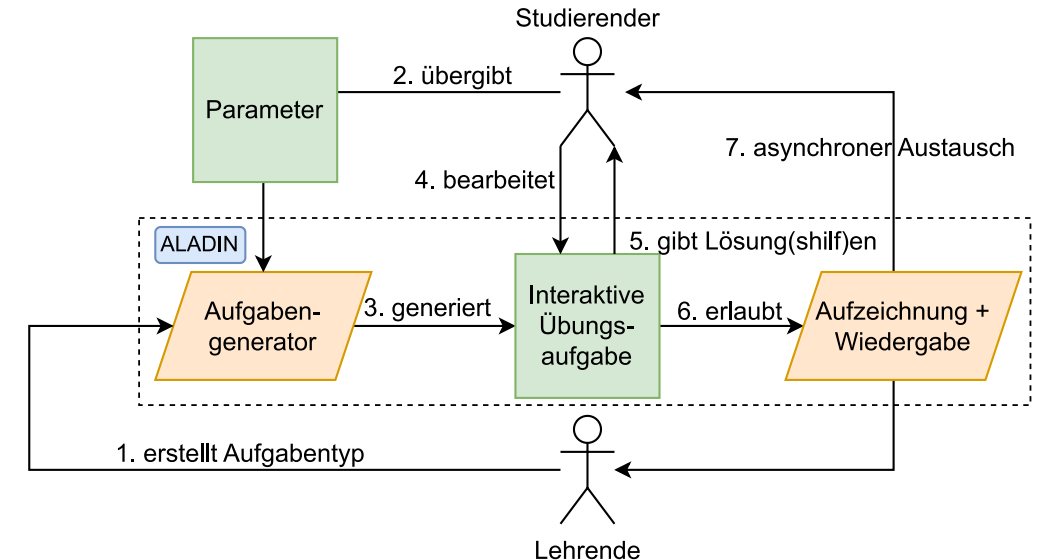 Studierender
2. übergibt
Parameter
7. asynchroner Austausch
4. bearbeitet
ALADIN
5. gibt Lösung(shilf)en
Aufgaben-
generator
3. generiert
Interaktive
Übungs-
aufgabe
6. erlaubt
Aufzeichnung +
Wiedergabe
1. erstellt Aufgabentyp
Lehrende